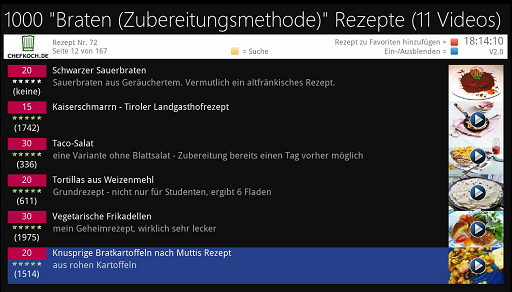 1000 "Braten (Zubereitungsmethode)" Rezepte (11 Videos)
CHEFKOCH.DE
Rezept Nr. 72
Seite 12 von 167
= Suche
Rezept zu Favoriten hinzufügen =
Ein-/Ausblenden =
18:14:10
V2.0
20
(keine)
Schwarzer Sauerbraten
Sauerbraten aus Geräuchertem. Vermutlich ein altfränkisches Rezept.
15
(1742)
Kaiserschmarrn - Tiroler Landgasthofrezept
30
(336)
Taco-Salat
eine Variante ohne Blattsalat - Zubereitung bereits einen Tag vorher möglich
20
(611)
Tortillas aus Weizenmehl
Grundrezept - nicht nur für Studenten, ergibt 6 Fladen
30
(1975)
Vegetarische Frikadellen
mein Geheimrezept, wirklich sehr lecker
20
(1514)
Knusprige Bratkartoffeln nach Muttis Rezept
aus rohen Kartoffeln